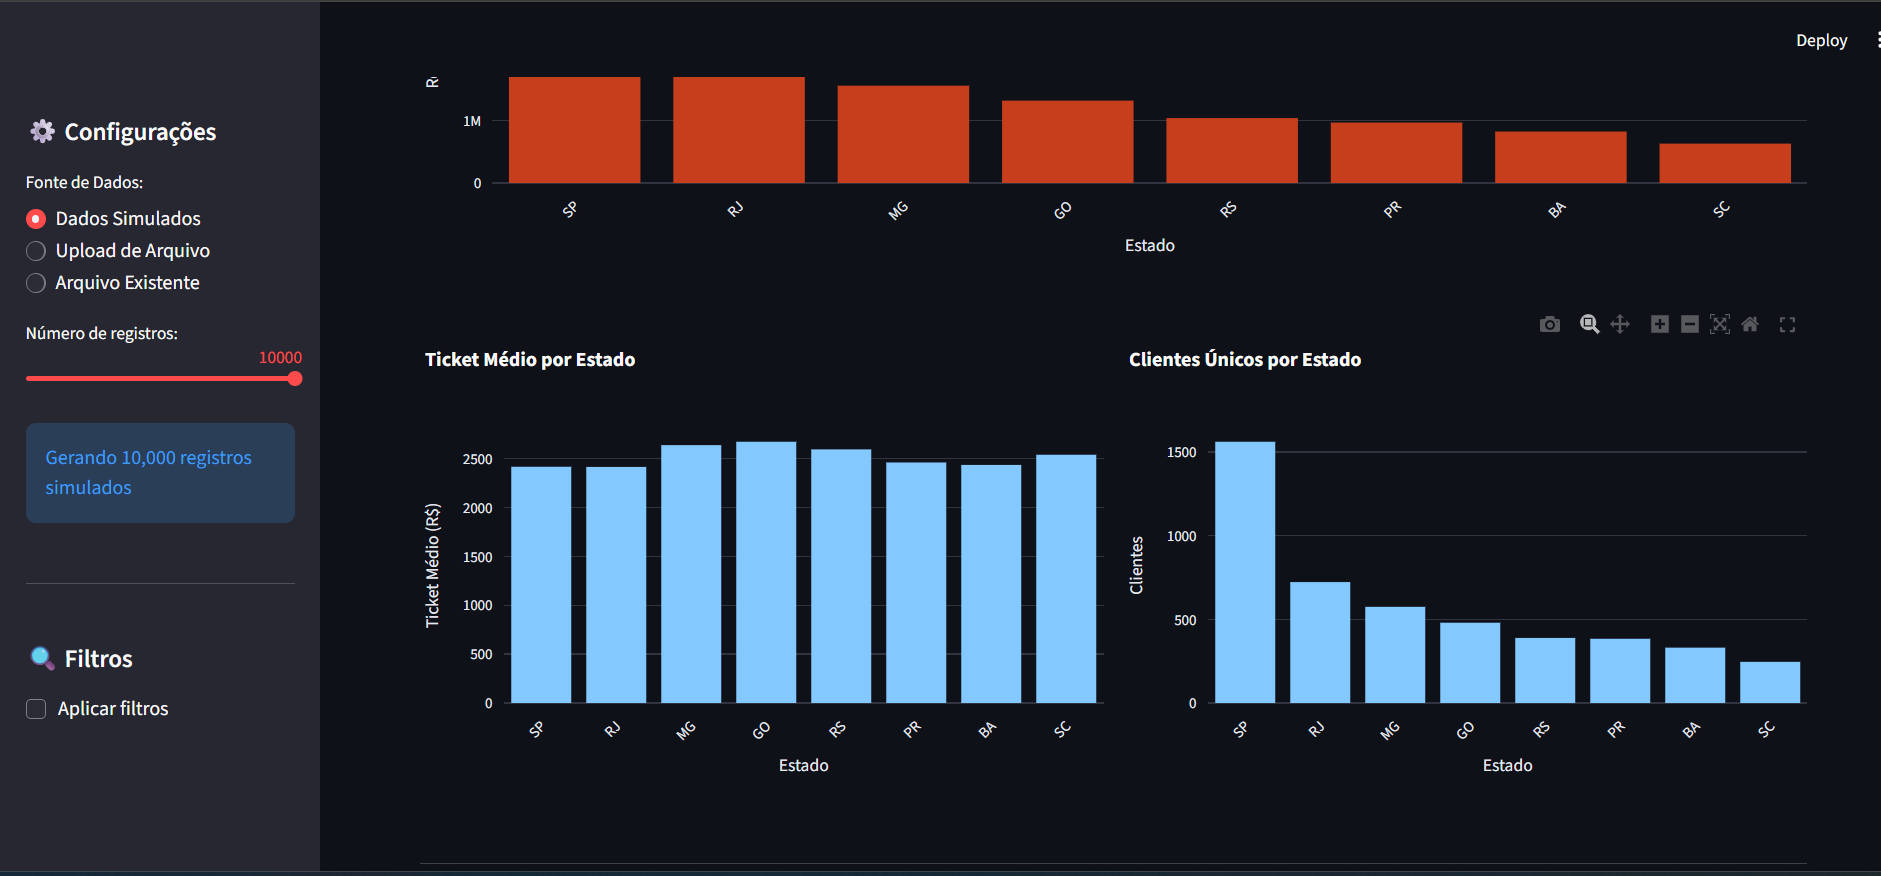 Deploy
Configurações
Fonte de Dados:
Dados Simulados
Upload de Arquivo
Arquivo Existente
Número de registros:
10000
Gerando 10,000 registros
simulados
Filtros
Aplicar filtros
1M
0
SP RJ MG GO RS PR BA SC
Estado
Ticket Médio por Estado
Ticket Médio (R$)
2500
2000
1500
1000
500
0
SP RJ MG GO RS PR BA SC
Estado
Clientes Únicos por Estado
Clientes
1500
1000
500
0
SP RJ MG GO RS PR BA SC
Estado